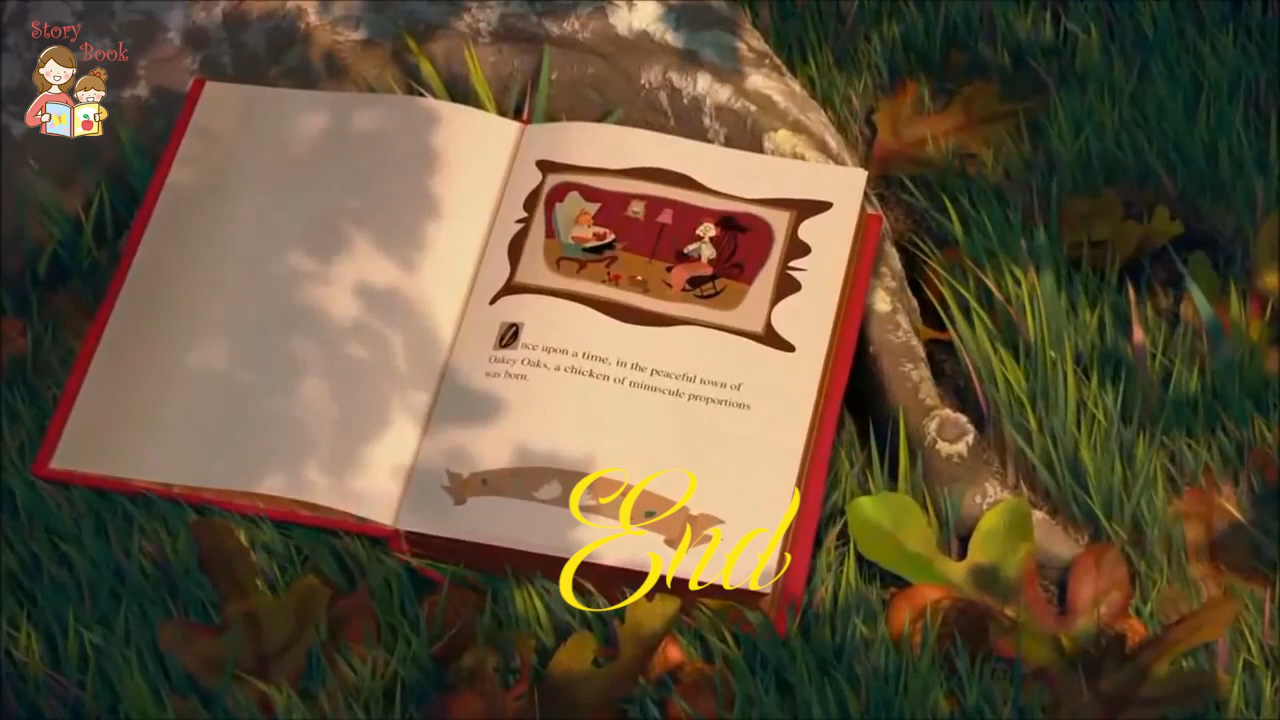 Story
Book
Once upon a time, in the peaceful town of
Oakey Oaks, a chicken of minuscule proportions
was born.
End